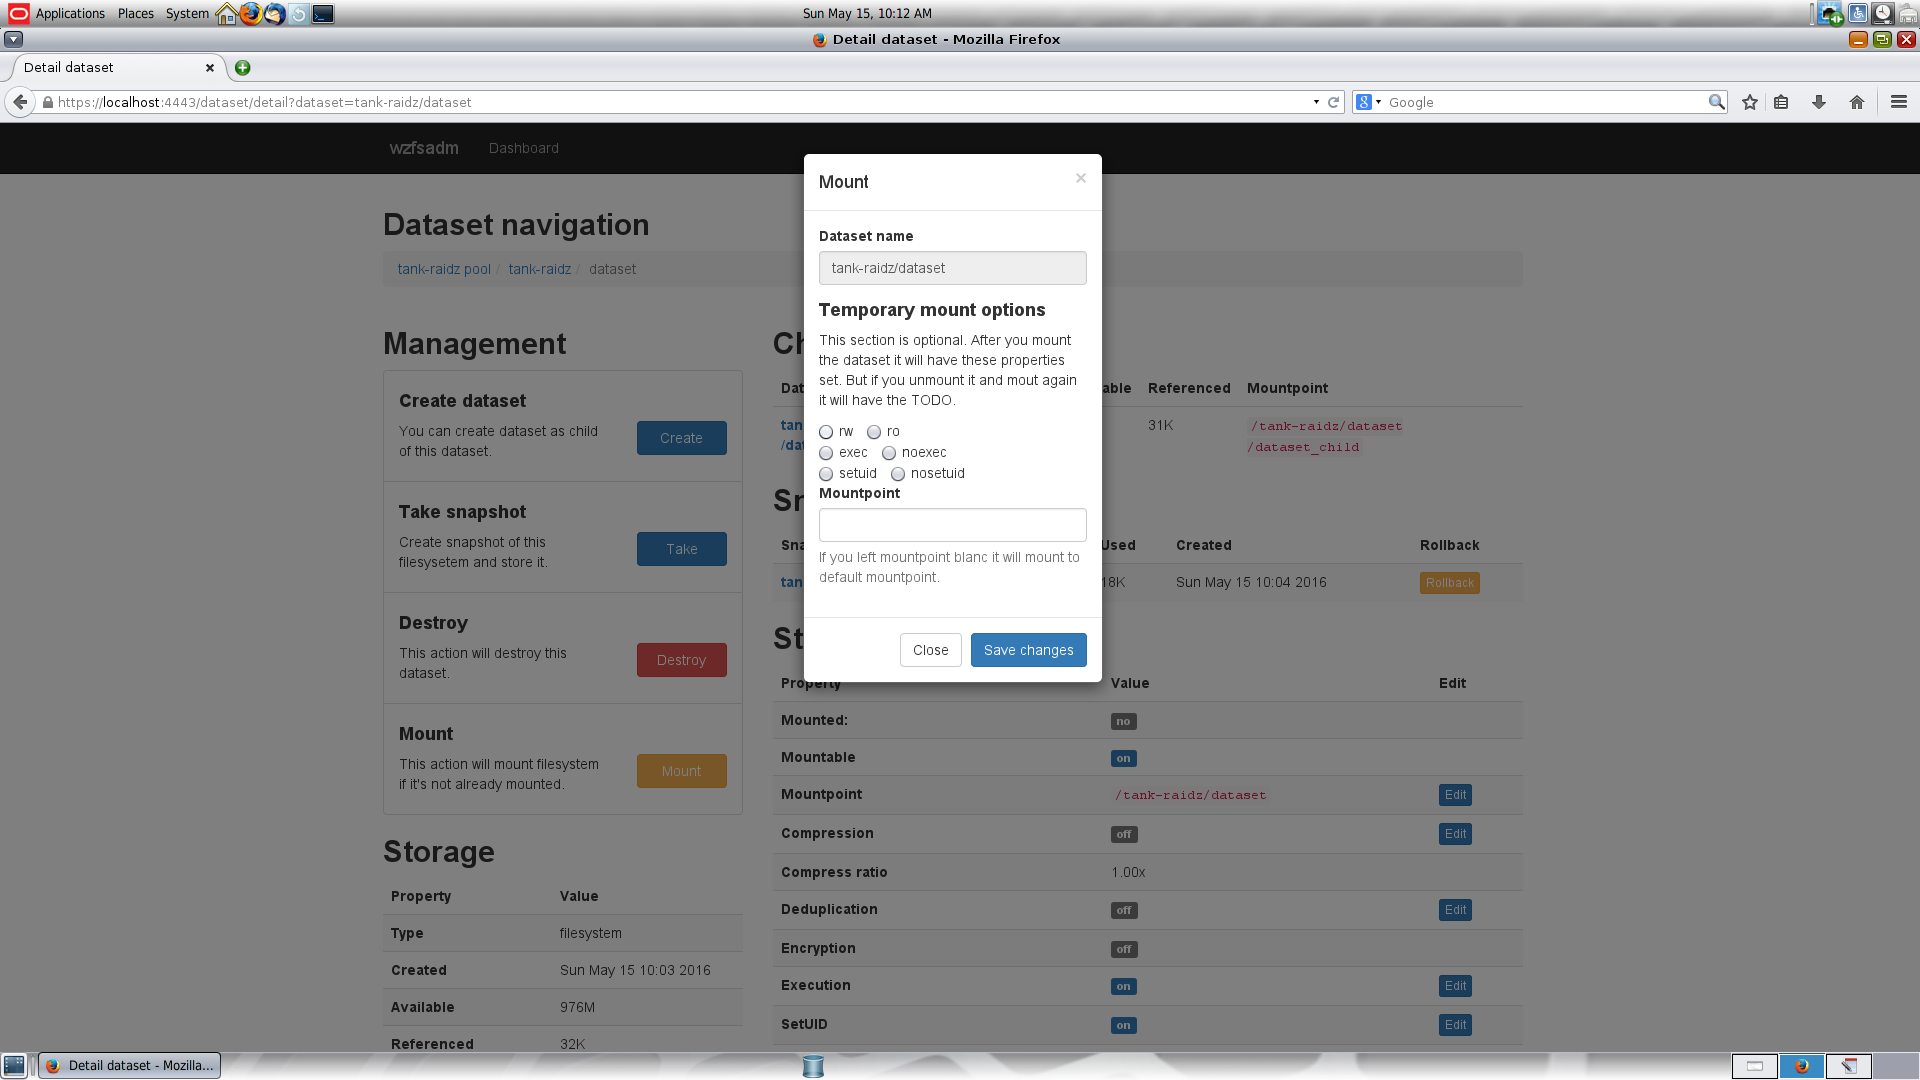 Applications Places System
Sun May 15, 10:12 AM
Detail dataset - Mozilla Firefox
Detail dataset
https://localhost:4443/dataset/detail?dataset=tank-raidz/dataset
Google
wzfsadm Dashboard
Dataset navigation
tank-raidz pool / tank-raidz / dataset
Management
Create dataset
You can create dataset as child
of this dataset.
Create
Take snapshot
Create snapshot of this
filesysetem and store it.
Take
Destroy
This action will destroy this
dataset.
Destroy
Mount
This action will mount filesystem
if it's not already mounted.
Mount
Storage
Property Value
Type filesystem
Created Sun May 15 10:03 2016
Available 976M
Referenced 32K
Mount ×
Dataset name
tank-raidz/dataset
Temporary mount options
This section is optional. After you mount
the dataset it will have these properties
set. But if you unmount it and mout again
it will have the TODO.
rw ro
exec noexec
setuid nosetuid
Mountpoint
If you left mountpoint blanc it will mount to
default mountpoint.
Close Save changes
Referenced Mountpoint
31K /tank-raidz/dataset
/dataset_child
Used Created Rollback
18K Sun May 15 10:04 2016 Rollback
Property Value Edit
Mounted: no
Mountable on
Mountpoint /tank-raidz/dataset Edit
Compression off Edit
Compress ratio 1.00x
Deduplication off Edit
Encryption off
Execution on Edit
SetUID on Edit
Detail dataset - Mozilla...